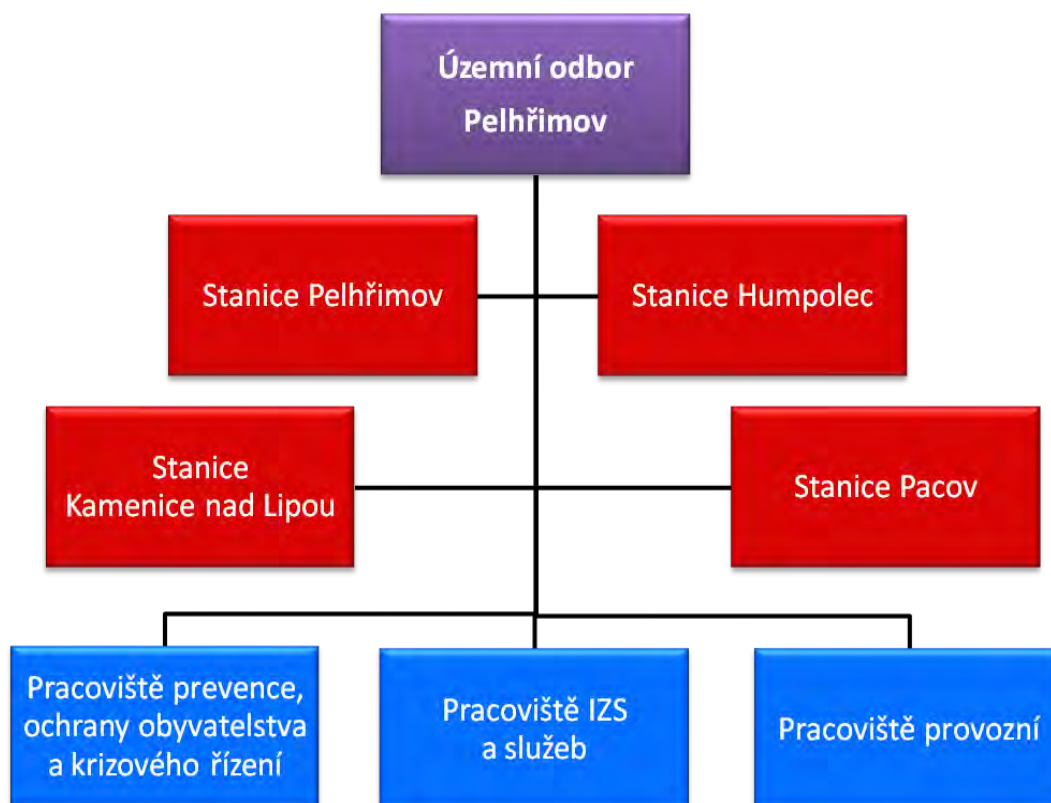 Územní odbor
Pelhřimov
Stanice Pelhřimov
Stanice Humpolec
Stanice
Kamenice nad Lipou
Stanice Pacov
Pracoviště prevence,
ochrany obyvatelstva
a krizového řízení
Pracoviště IZS
a služeb
Pracoviště provozní